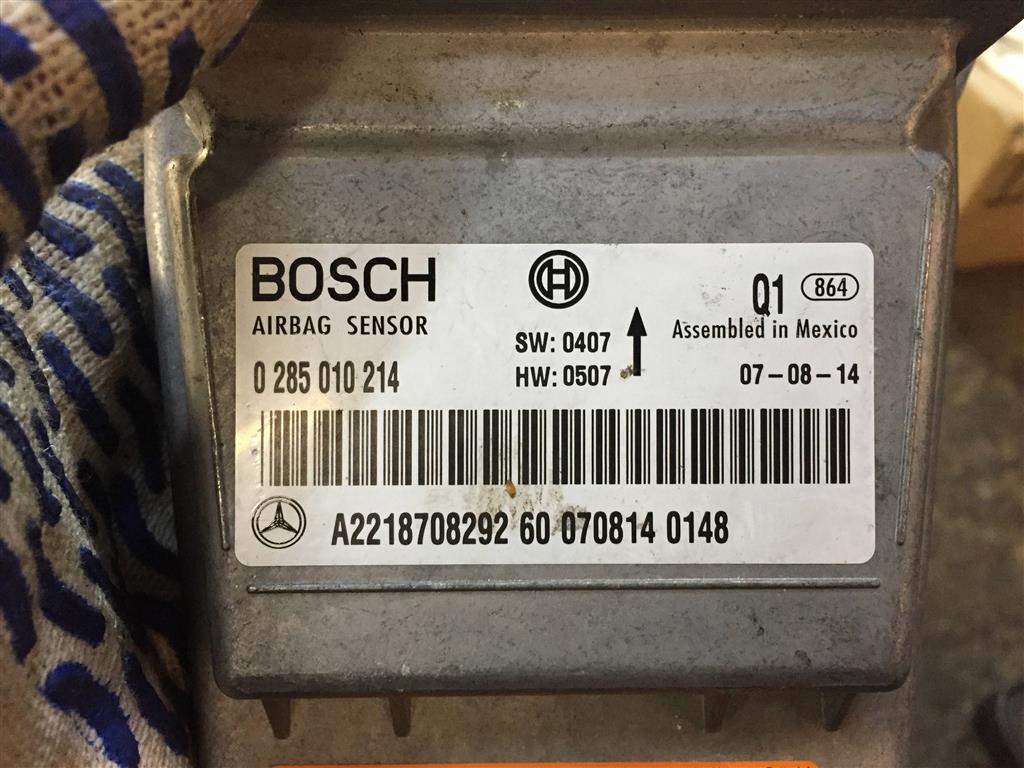 BOSCH
AIRBAG SENSOR
0 285 010 214
SW: 0407
HW: 0507
Q1 864
Assembled in Mexico
07-08-14
A2218708292 60 070814 0148